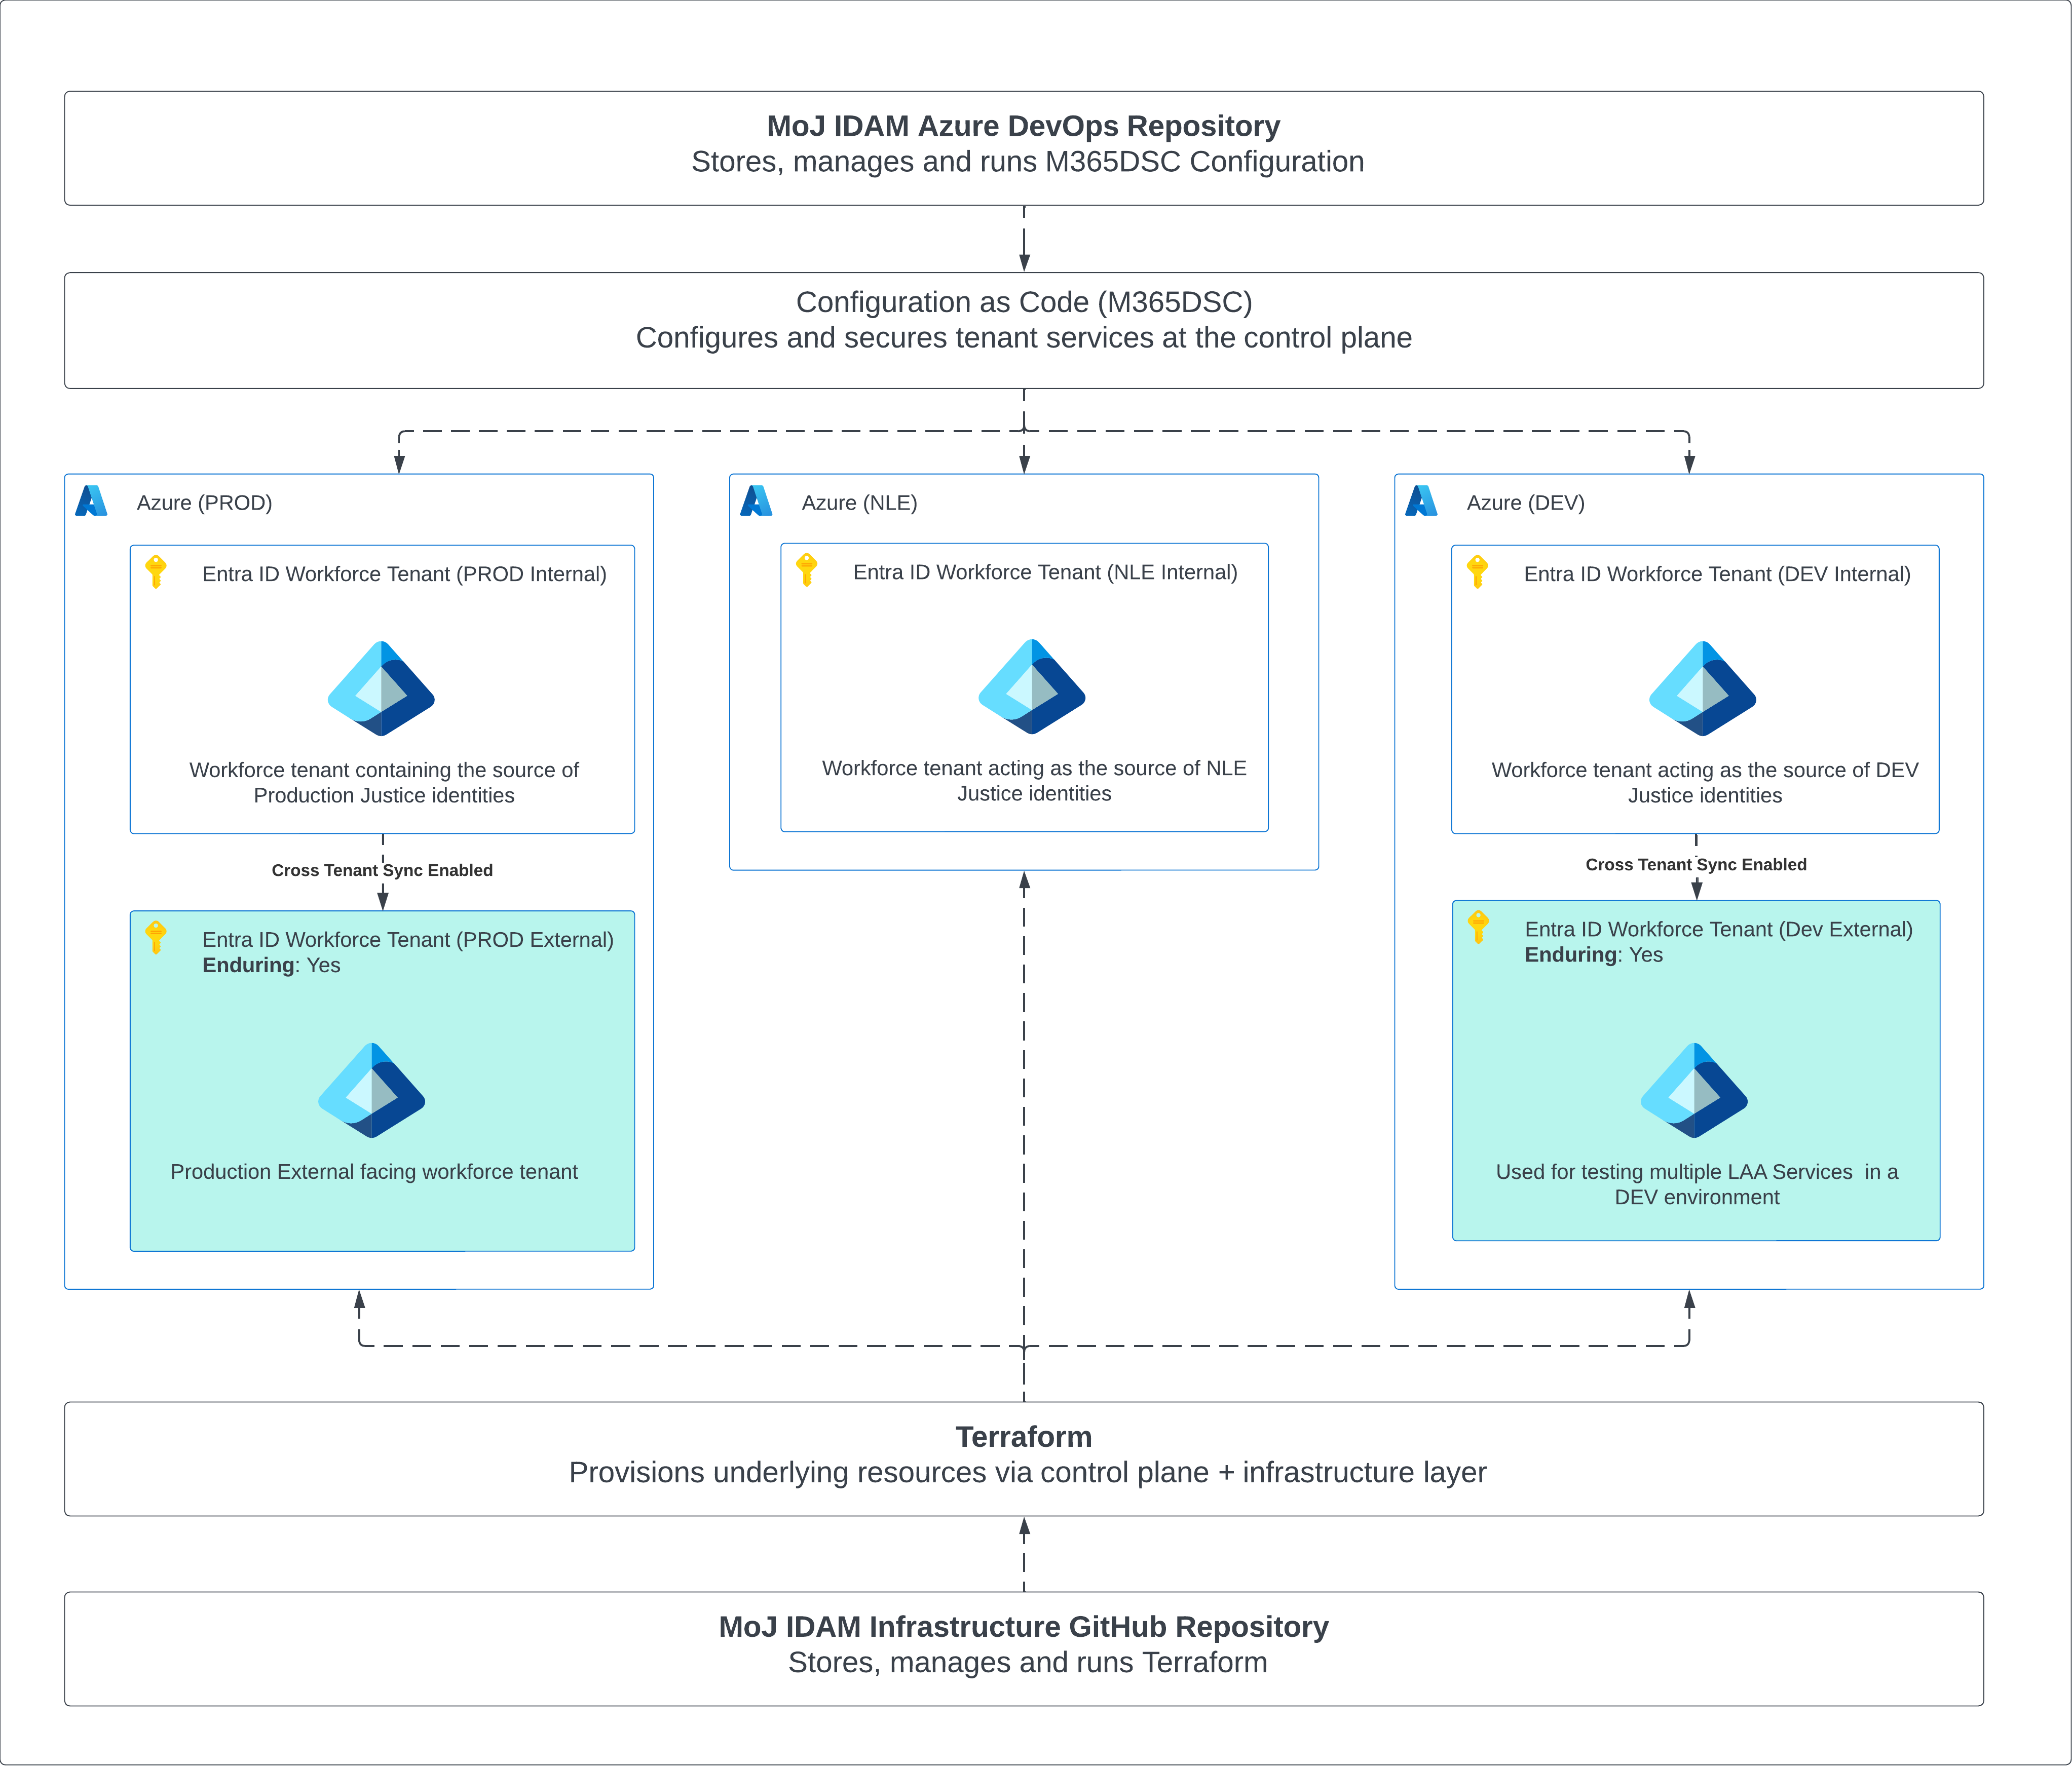 MoJ IDAM Azure DevOps Repository
Stores, manages and runs M365DSC Configuration
Configuration as Code (M365DSC)
Configures and secures tenant services at the control plane
Azure (PROD)
Entra ID Workforce Tenant (PROD Internal)
Workforce tenant containing the source of
Production Justice identities
Cross Tenant Sync Enabled
Entra ID Workforce Tenant (PROD External)
Enduring: Yes
Production External facing workforce tenant
Azure (NLE)
Entra ID Workforce Tenant (NLE Internal)
Workforce tenant acting as the source of NLE
Justice identities
Azure (DEV)
Entra ID Workforce Tenant (DEV Internal)
Workforce tenant acting as the source of DEV
Justice identities
Cross Tenant Sync Enabled
Entra ID Workforce Tenant (Dev External)
Enduring: Yes
Used for testing multiple LAA Services  in a
DEV environment
Terraform
Provisions underlying resources via control plane + infrastructure layer
MoJ IDAM Infrastructure GitHub Repository
Stores, manages and runs Terraform